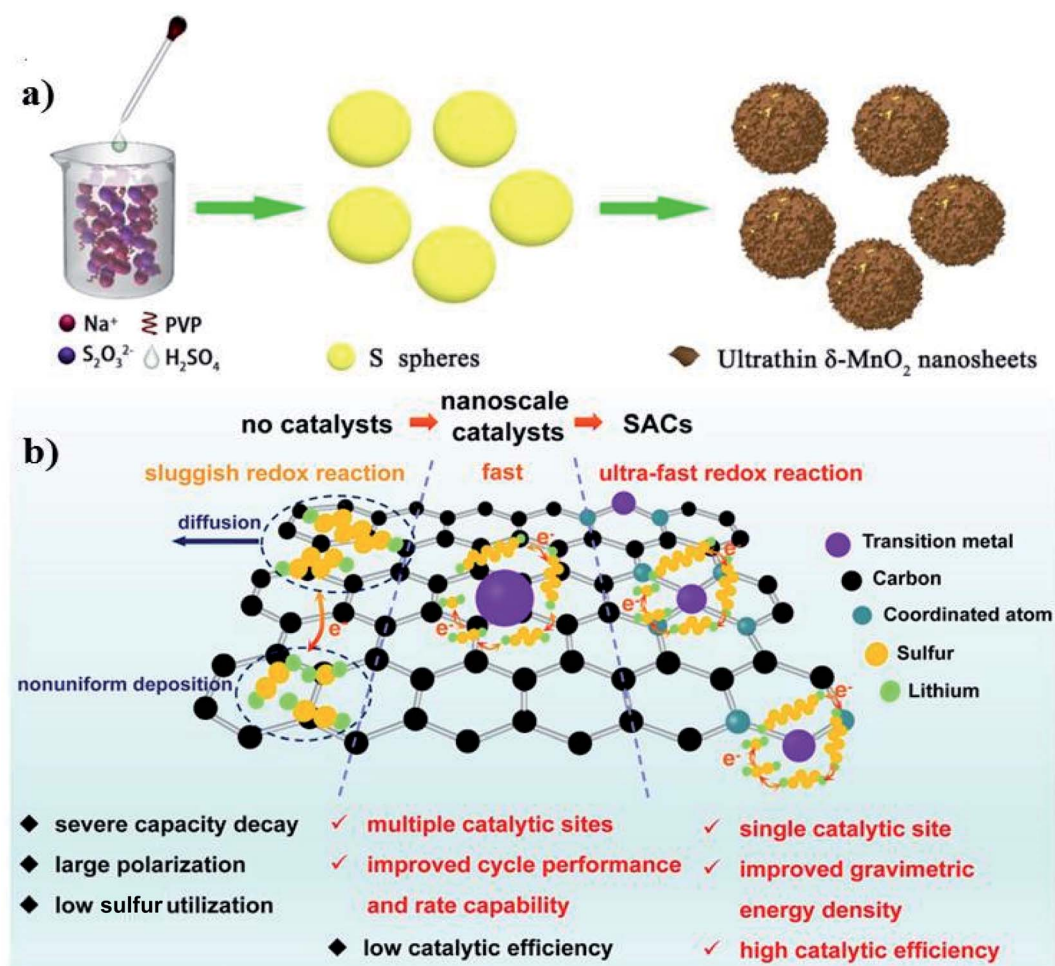 a)
Na⁺ PVP
S₂O₃²⁻ H₂SO₄
S spheres
Ultrathin δ-MnO₂ nanosheets
b)
no catalysts
nanoscale
catalysts
SACs
sluggish redox reaction
fast
ultra-fast redox reaction
diffusion
e⁻
nonuniform deposition
e⁻
e⁻
e⁻
e⁻
e⁻
e⁻
Transition metal
Carbon
Coordinated atom
Sulfur
Lithium
◆ severe capacity decay
◆ large polarization
◆ low sulfur utilization
✓ multiple catalytic sites
✓ improved cycle performance
and rate capability
◆ low catalytic efficiency
✓ single catalytic site
✓ improved gravimetric
energy density
✓ high catalytic efficiency